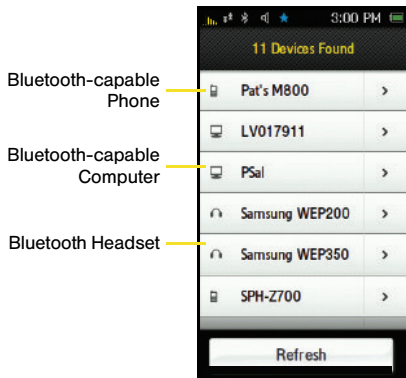 3:00 PM
11 Devices Found
Bluetooth-capable
Phone
Pat's M800
LV017911
Bluetooth-capable
Computer
PSal
Samsung WEP200
Bluetooth Headset
Samsung WEP350
SPH-Z700
Refresh